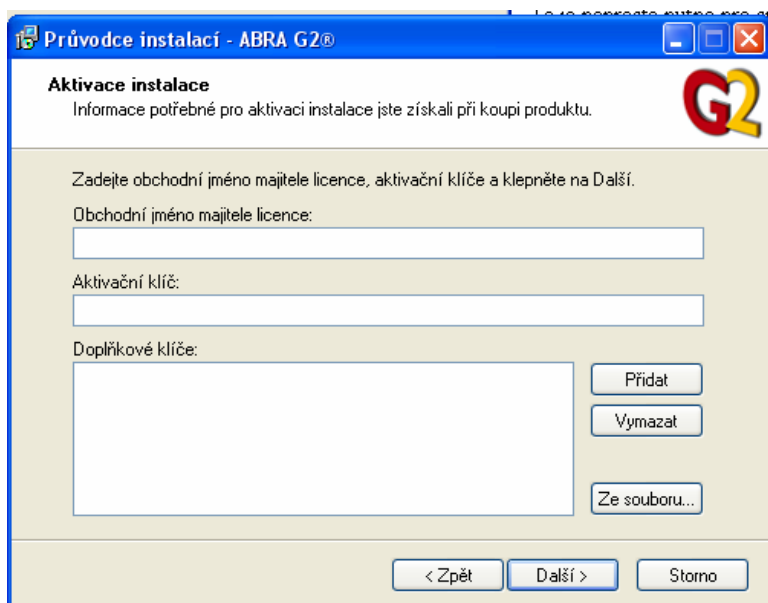 Průvodce instalací - ABRA G2®
Aktivace instalace
Informace potřebné pro aktivaci instalace jste získali při koupi produktu.
G2
Zadejte obchodní jméno majitele licence, aktivační klíče a klepněte na Další.
Obchodní jméno majitele licence:
Aktivační klíč:
Doplňkové klíče:
Přidat
Vymazat
Ze souboru...
< Zpět
Další >
Storno